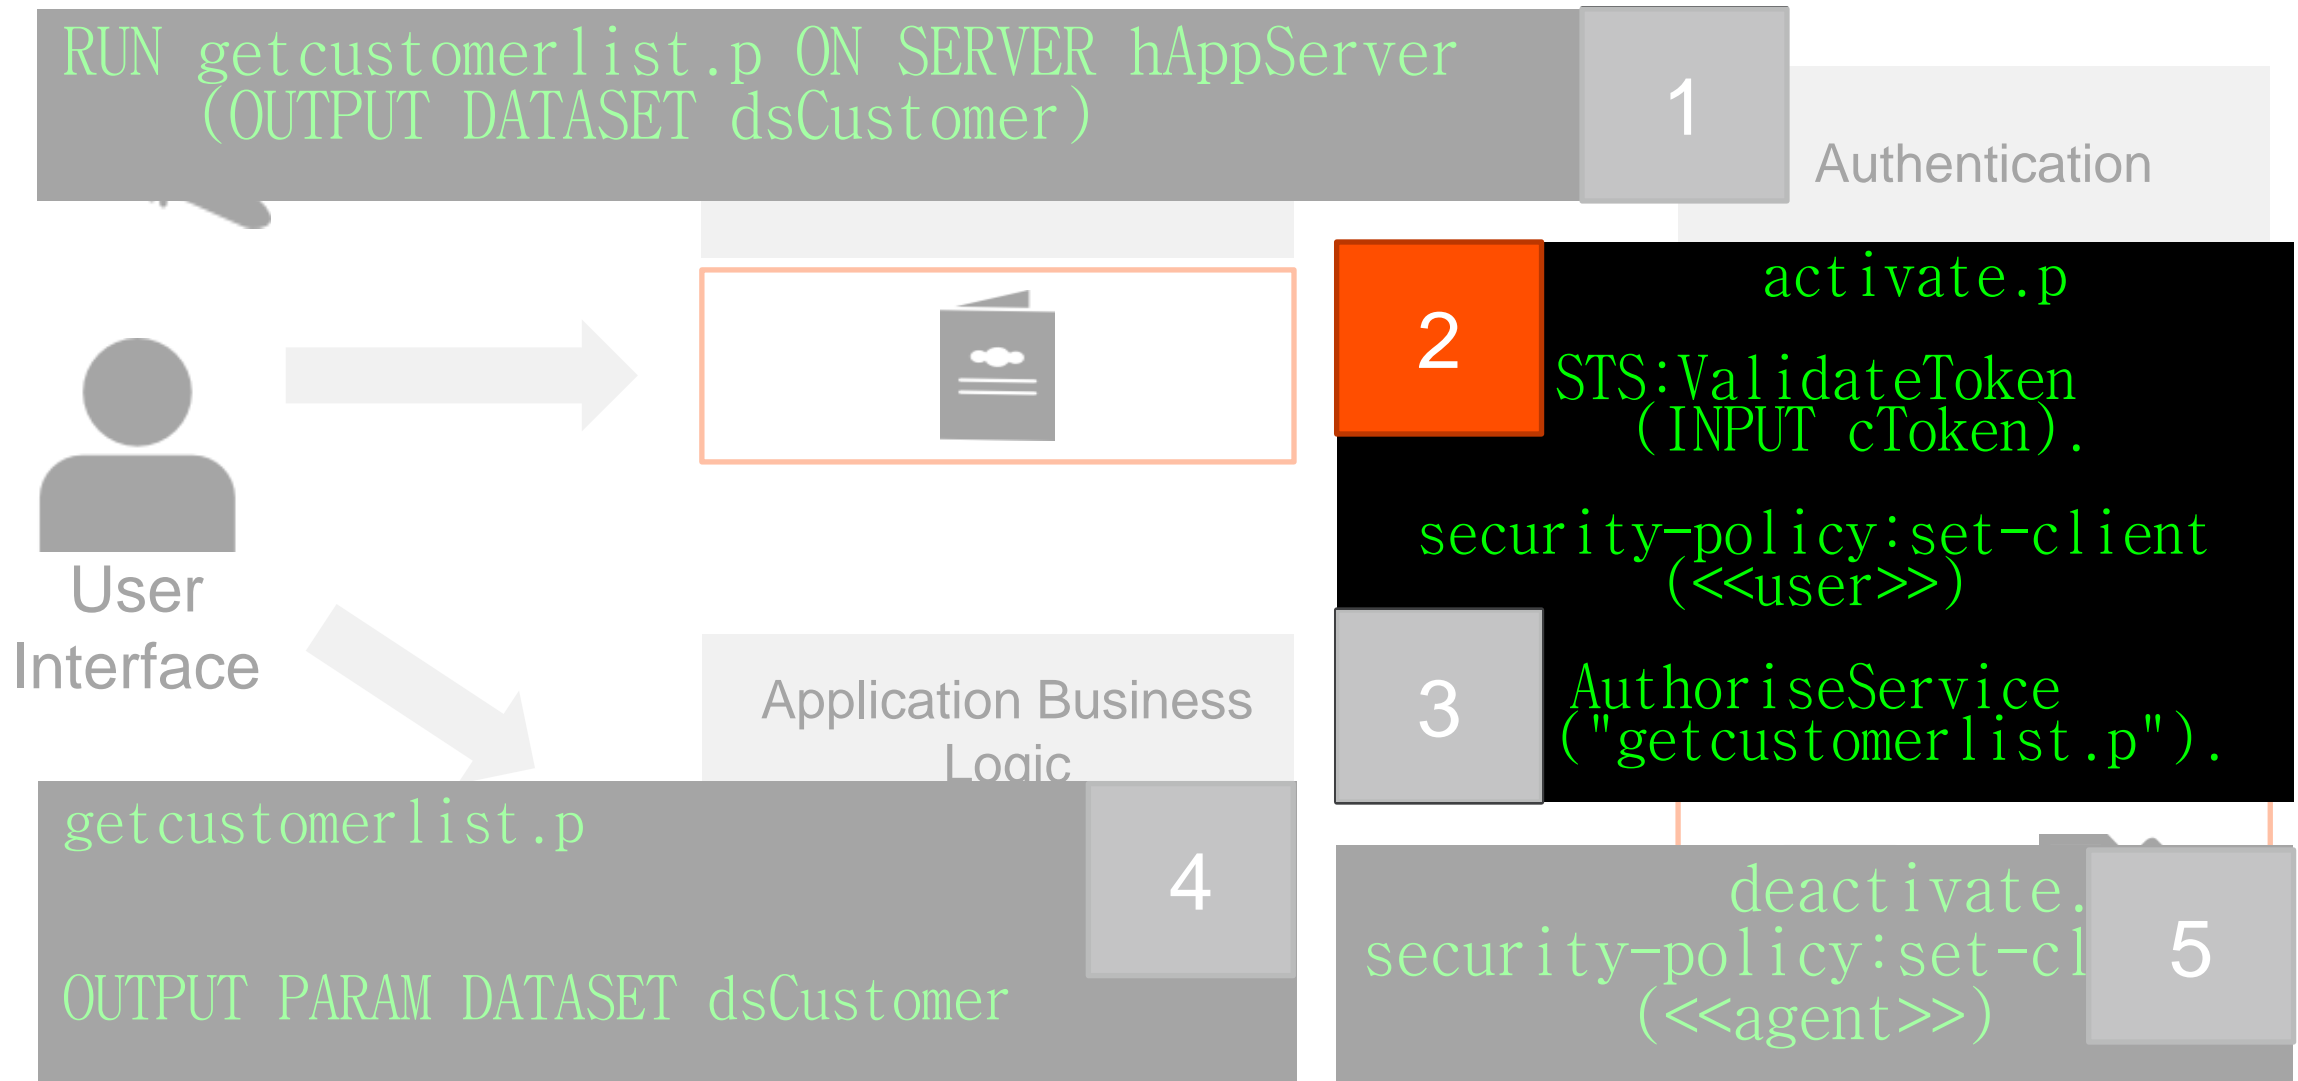 RUN getcustomerlist.p ON SERVER hAppServer
(OUTPUT DATASET dsCustomer)
1
Authentication
2
activate.p
STS:ValidateToken
(INPUT cToken).
security-policy:set-client
(<<user>>)
3
AuthoriseService
("getcustomerlist.p").
User
Interface
Application Business
Logic
getcustomerlist.p
4
OUTPUT PARAM DATASET dsCustomer
deactivate.
security-policy:set-cl
(<<agent>>)
5